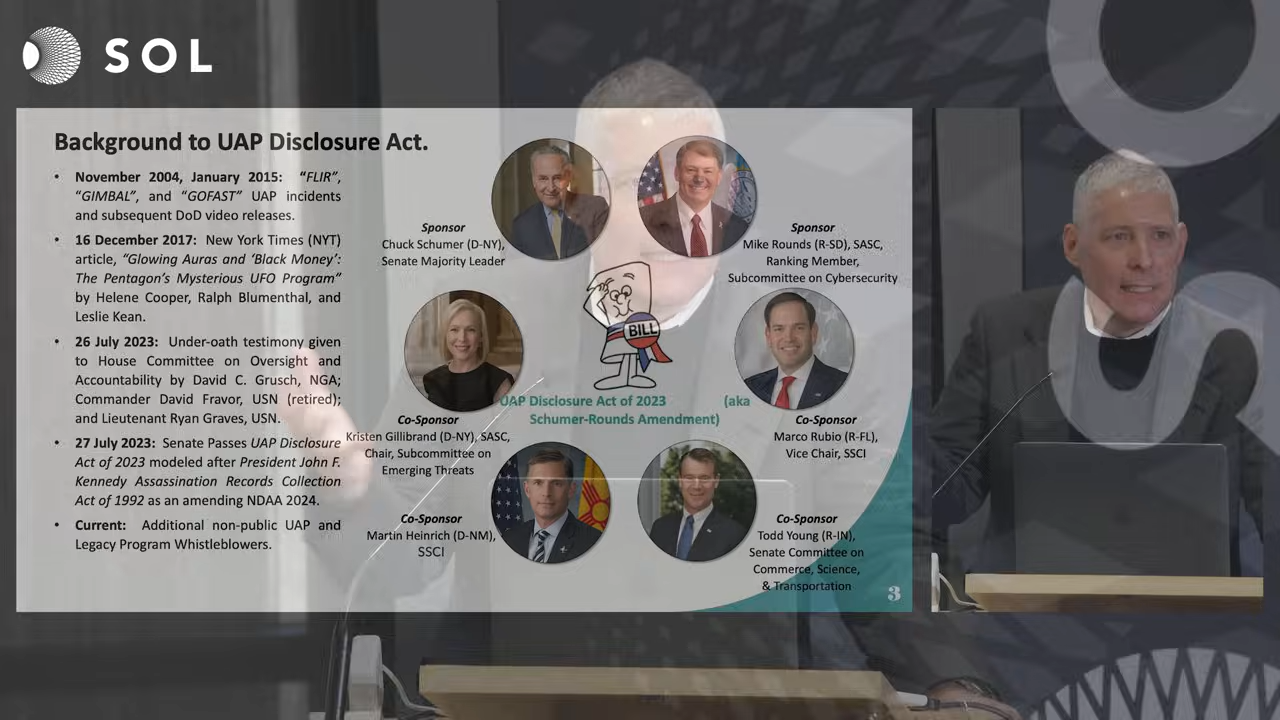 SOL
Background to UAP Disclosure Act.
• November 2004, January 2015: "FLIR",
"GIMBAL", and "GOFAST" UAP incidents
and subsequent DoD video releases.
• 16 December 2017: New York Times (NYT)
article, "Glowing Auras and 'Black Money':
The Pentagon's Mysterious UFO Program"
by Helene Cooper, Ralph Blumenthal, and
Leslie Kean.
• 26 July 2023: Under-oath testimony given
to House Committee on Oversight and
Accountability by David C. Grusch, NGA;
Commander David Fravor, USN (retired);
and Lieutenant Ryan Graves, USN.
• 27 July 2023: Senate Passes UAP Disclosure
Act of 2023 modeled after President John F.
Kennedy Assassination Records Collection
Act of 1992 as an amending NDAA 2024.
• Current: Additional non-public UAP and
Legacy Program Whistleblowers.
Sponsor
Chuck Schumer (D-NY),
Senate Majority Leader
Sponsor
Mike Rounds (R-SD), SASC,
Ranking Member,
Subcommittee on Cybersecurity
BILL
UAP Disclosure Act of 2023 (aka
Schumer-Rounds Amendment)
Co-Sponsor
Kristen Gillibrand (D-NY), SASC,
Chair, Subcommittee on
Emerging Threats
Co-Sponsor
Marco Rubio (R-FL),
Vice Chair, SSCI
Co-Sponsor
Martin Heinrich (D-NM),
SSCI
Co-Sponsor
Todd Young (R-IN),
Senate Committee on
Commerce, Science,
& Transportation
3